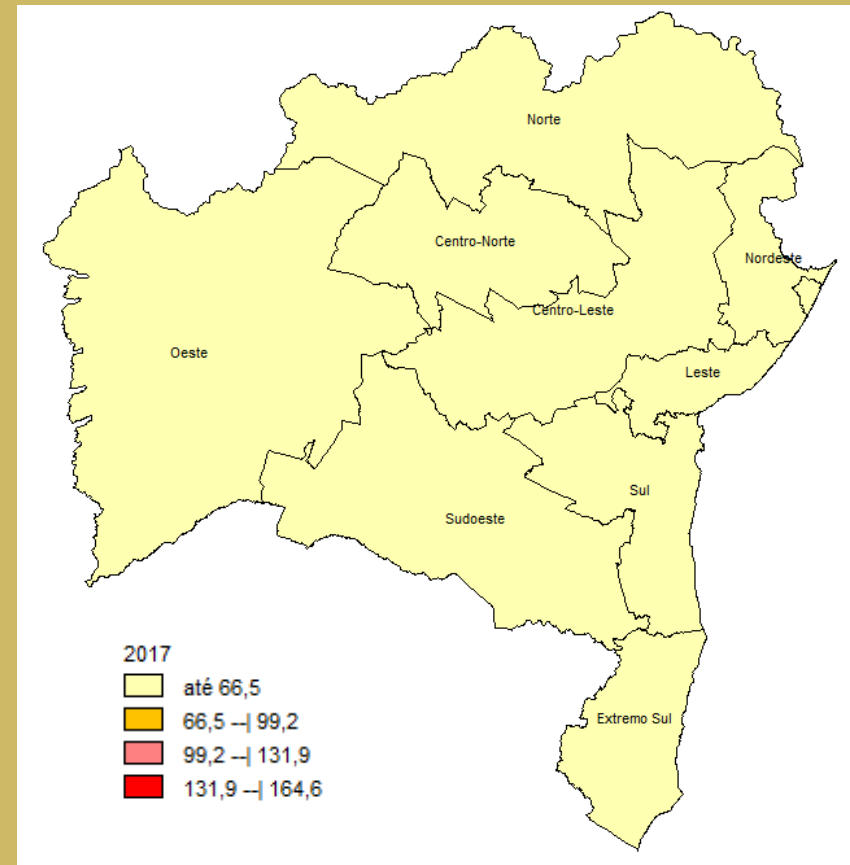 Norte
Centro-Norte
Nordeste
Centro-Leste
Oeste
Leste
Sul
Sudoeste
2017
até 66,5
66,5 --| 99,2
99,2 --| 131,9
131,9 --| 164,6
Extremo Sul